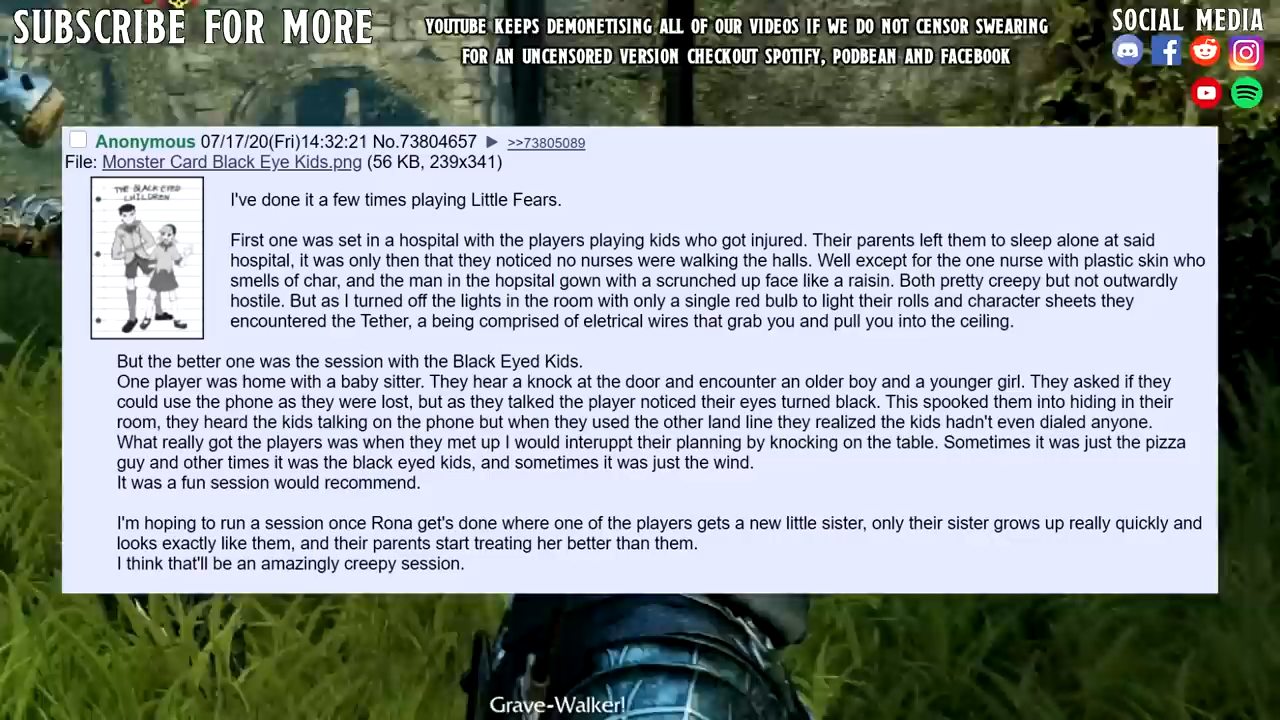 SUBSCRIBE FOR MORE
YOUTUBE KEEPS DEMONETISING ALL OF OUR VIDEOS IF WE DO NOT CENSOR SWEARING
FOR AN UNCENSORED VERSION CHECKOUT SPOTIFY, PODBEAN AND FACEBOOK
SOCIAL MEDIA
Anonymous 07/17/20(Fri)14:32:21 No.73804657 ▶ >>73805089
File: Monster Card Black Eye Kids.png (56 KB, 239x341)
THE BLACK EYED
CHILDREN
I've done it a few times playing Little Fears.
First one was set in a hospital with the players playing kids who got injured. Their parents left them to sleep alone at said
hospital, it was only then that they noticed no nurses were walking the halls. Well except for the one nurse with plastic skin who
smells of char, and the man in the hopsital gown with a scrunched up face like a raisin. Both pretty creepy but not outwardly
hostile. But as I turned off the lights in the room with only a single red bulb to light their rolls and character sheets they
encountered the Tether, a being comprised of eletrical wires that grab you and pull you into the ceiling.
But the better one was the session with the Black Eyed Kids.
One player was home with a baby sitter. They hear a knock at the door and encounter an older boy and a younger girl. They asked if they
could use the phone as they were lost, but as they talked the player noticed their eyes turned black. This spooked them into hiding in their
room, they heard the kids talking on the phone but when they used the other land line they realized the kids hadn't even dialed anyone.
What really got the players was when they met up I would interuppt their planning by knocking on the table. Sometimes it was just the pizza
guy and other times it was the black eyed kids, and sometimes it was just the wind.
It was a fun session would recommend.
I'm hoping to run a session once Rona get's done where one of the players gets a new little sister, only their sister grows up really quickly and
looks exactly like them, and their parents start treating her better than them.
I think that'll be an amazingly creepy session.
Grave-Walker!